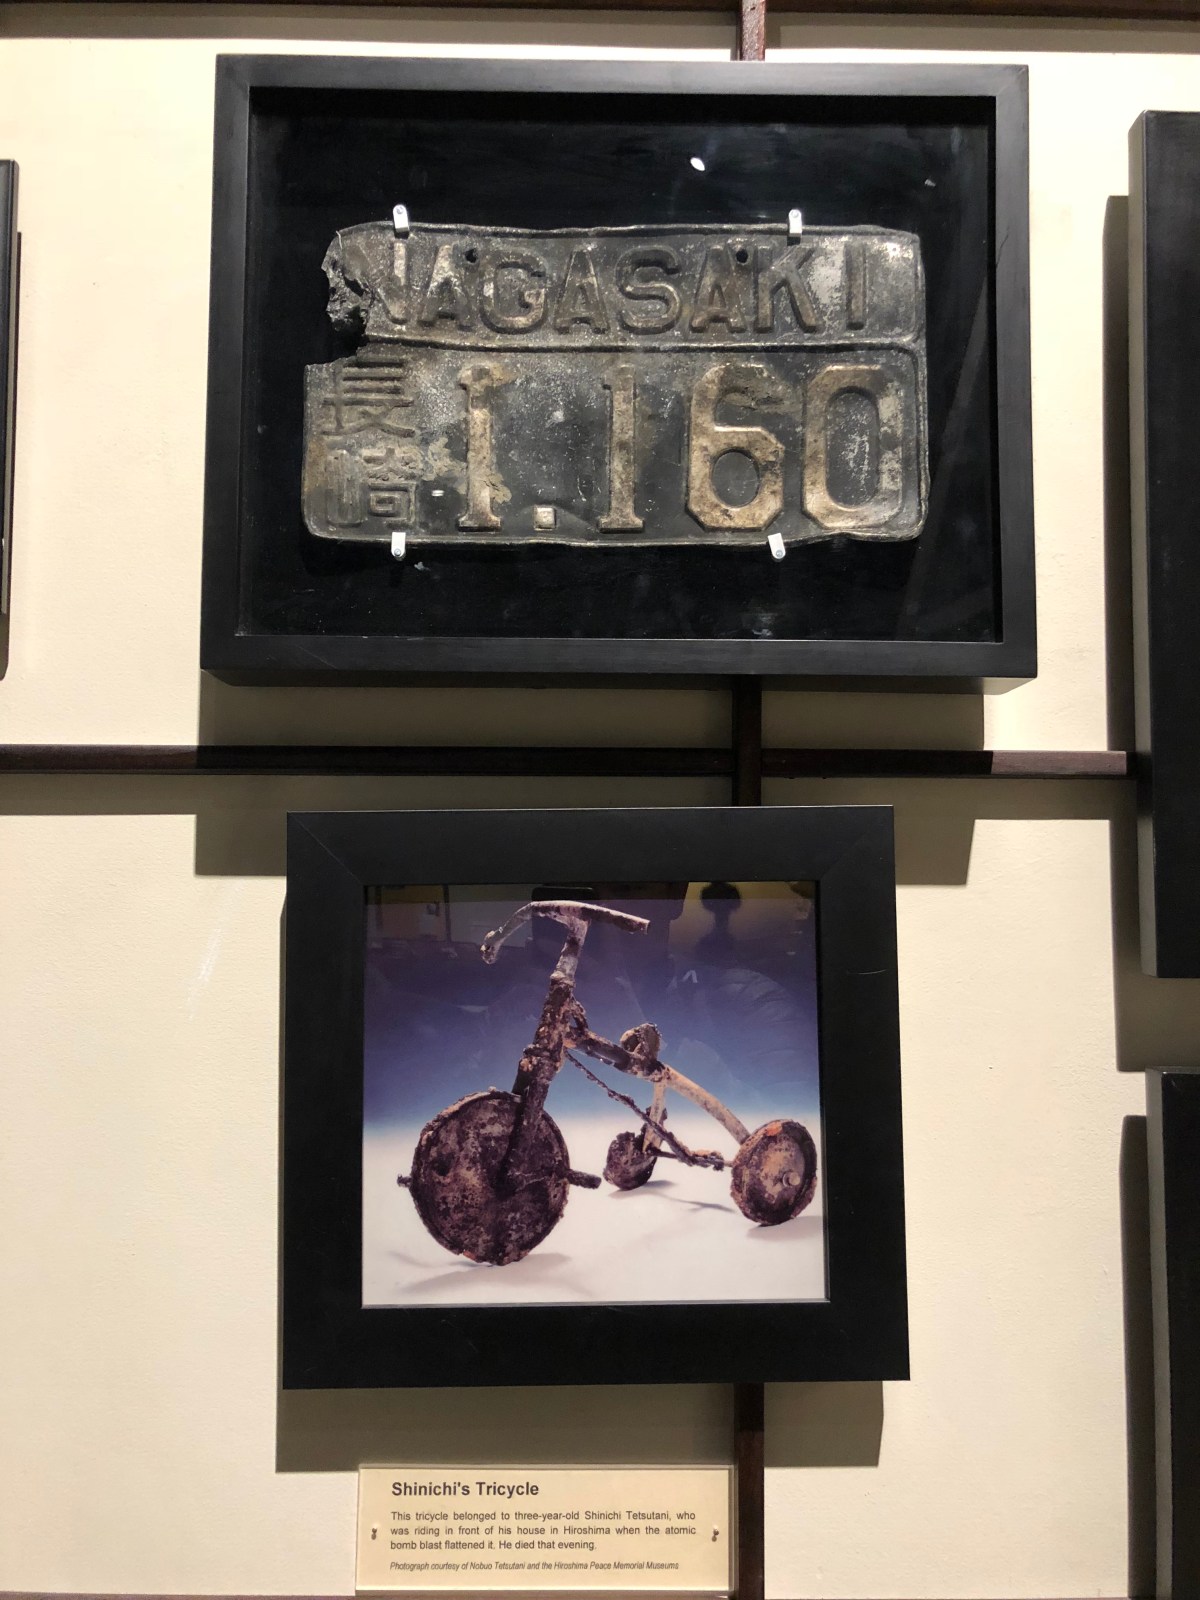 NAGASAKI
長崎 1.160
Shinichi's Tricycle
This tricycle belonged to three-year-old Shinichi Tetsutani, who
was riding in front of his house in Hiroshima when the atomic
bomb blast flattened it. He died that evening.
Photograph courtesy of Nobuo Tetsutani and the Hiroshima Peace Memorial Museums